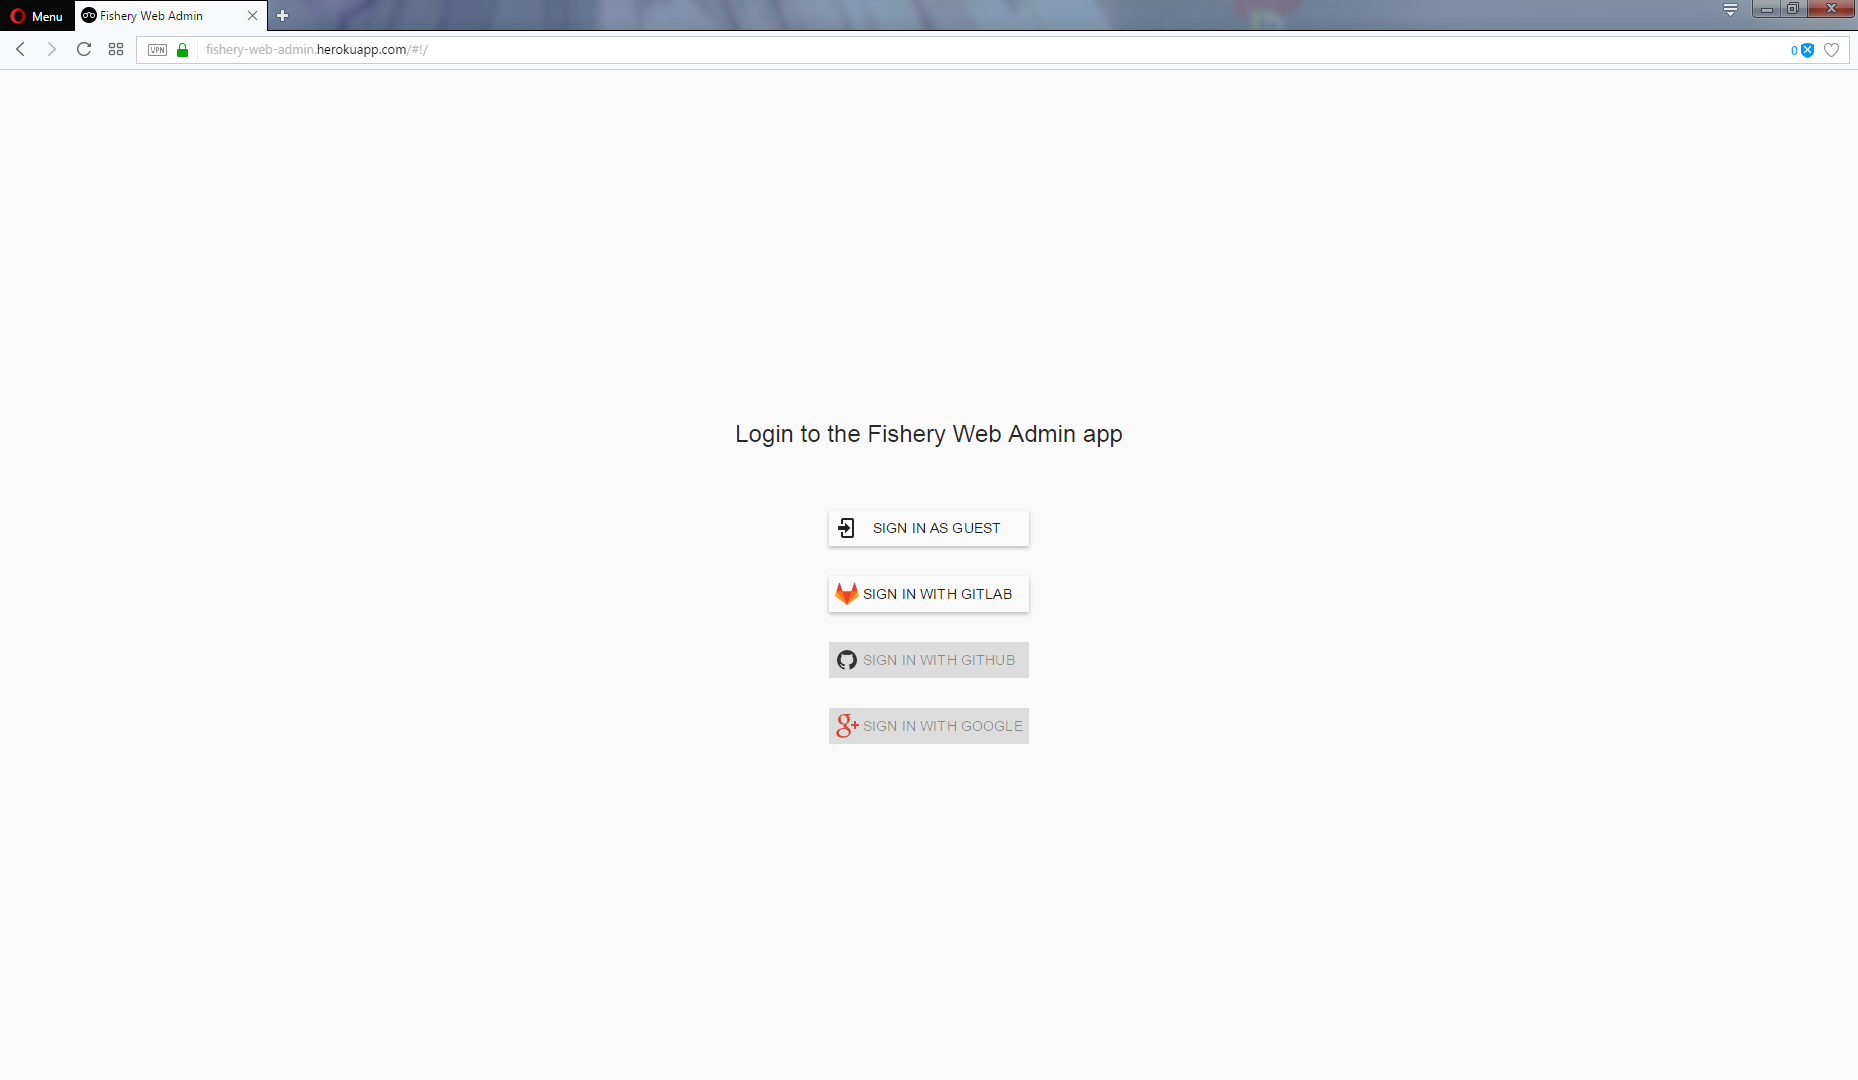 Menu
Fishery Web Admin
VPN
fishery-web-admin.herokuapp.com/#!/
0
Login to the Fishery Web Admin app
SIGN IN AS GUEST
SIGN IN WITH GITLAB
SIGN IN WITH GITHUB
SIGN IN WITH GOOGLE